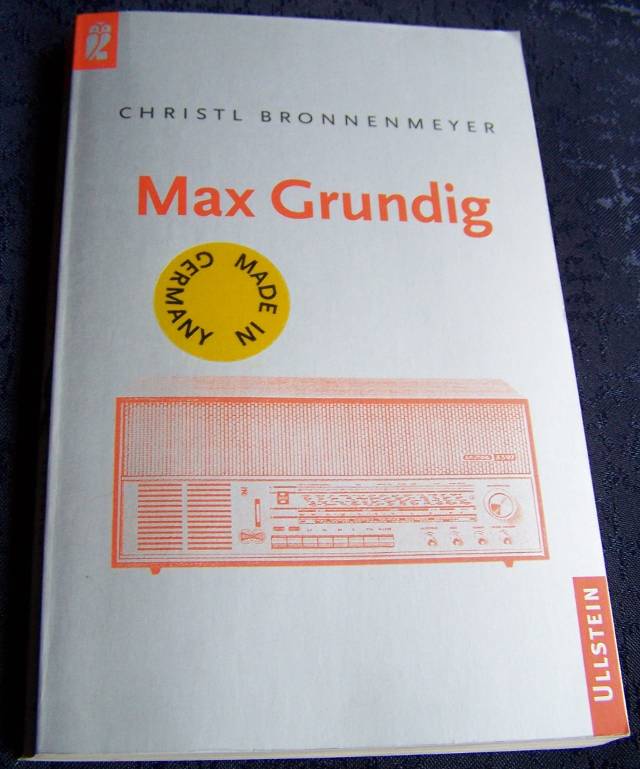 CHRISTL BRONNENMEYER
Max Grundig
MADE IN
GERMANY
ULLSTEIN